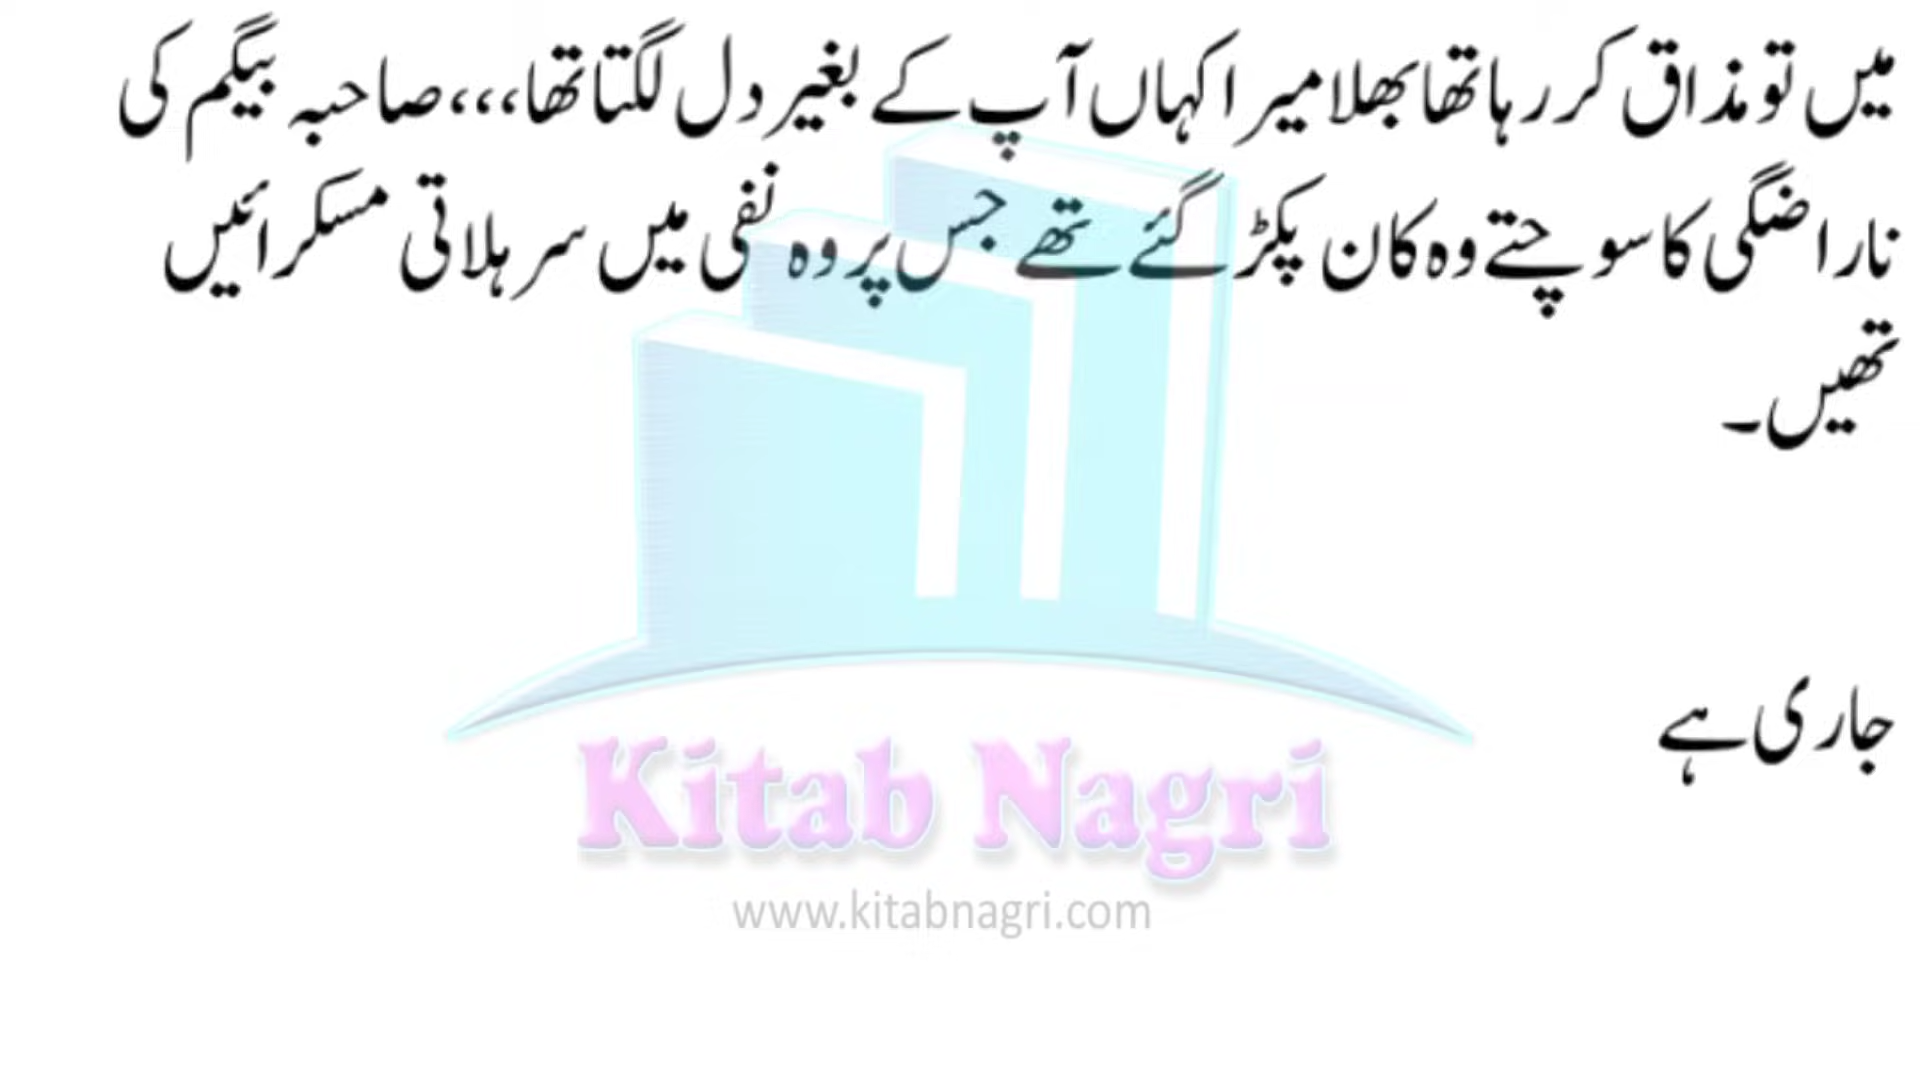 میں تو مذاق کر رہا تھا بھلا میرا کہاں آپ کے بغیر دل لگتا تھا،،،،صاحبہ بیگم کی
ناراضگی کا سوچتے وہ کان پکڑ گئے تھے جس پر وہ نفی میں سر ہلاتی مسکرائیں
تھیں۔
جاری ہے
Kitab Nagri
www.kitabnagri.com